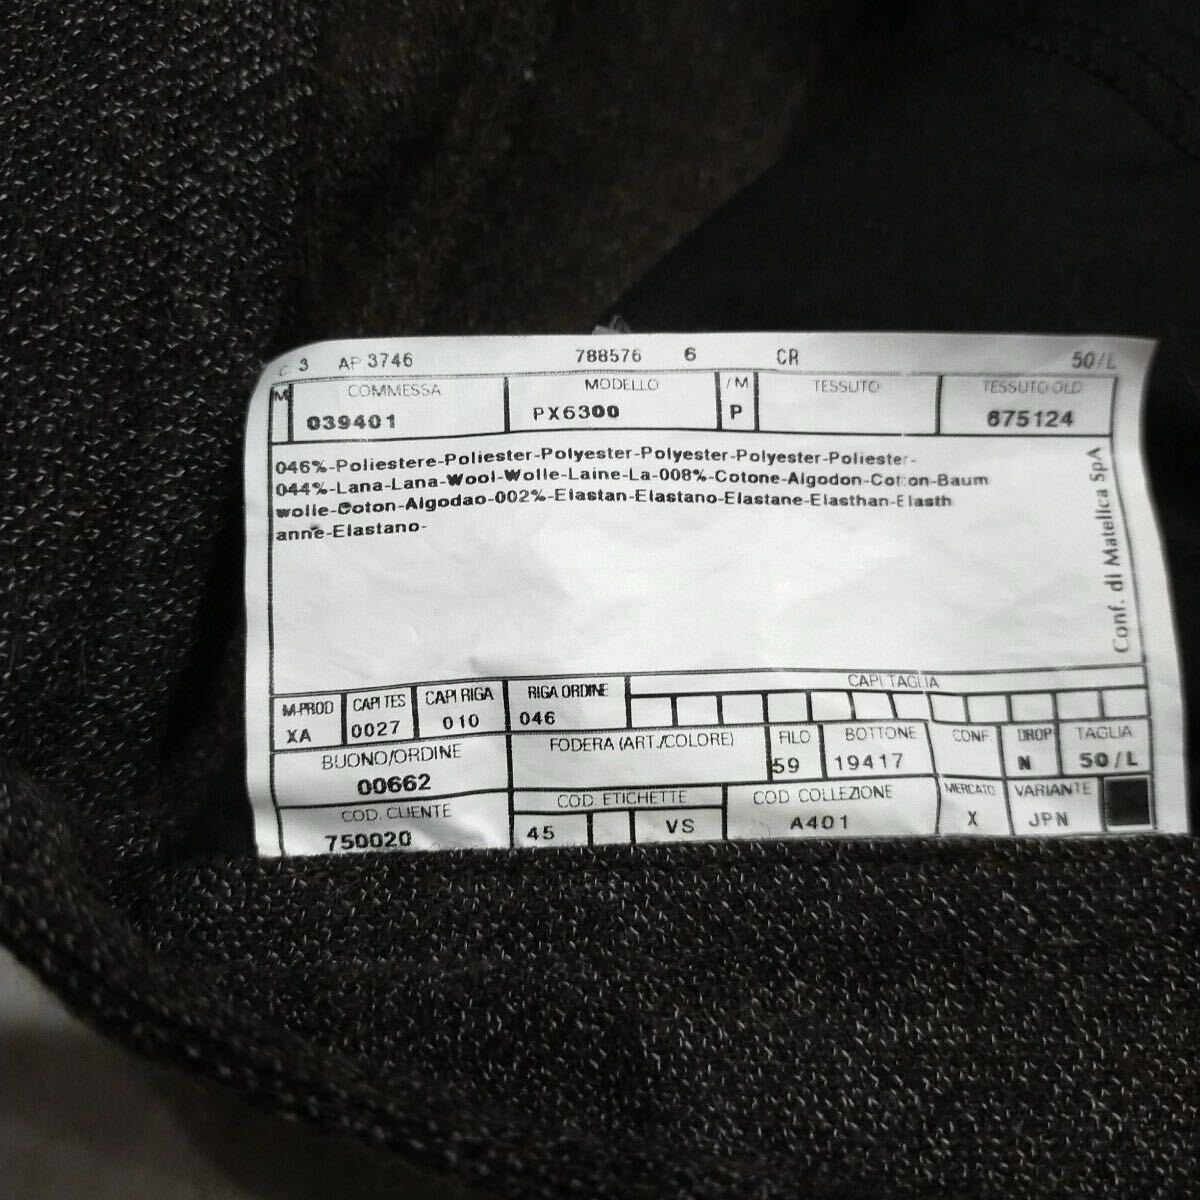 C 3 AP 3746 788576 6 CR 50/L
M COMMESSA MODELLO /M TESSUTO TESSUTO OLD
039401 PX6300 P 675124
046%-Poliestere-Poliester-Polyester-Polyester-Polyester-Poliester-
044%-Lana-Lana-Wool-Wolle-Laine-La-008%-Cotone-Algodon-Cotton-Baum
wolle-Coton-Algodao-002%-Elastan-Elastano-Elastane-Elasthan-Elasth
anne-Elastano-
Conf. di Matelica SpA
M-PROD CAPI TES CAPI RIGA RIGA ORDINE CAPI TAGLIA
XA 0027 010 046
BUONO/ORDINE FODERA (ART./COLORE) FILO BOTTONE CONF DROP TAGLIA
00662 59 19417 N 50/L
COD. CLIENTE COD. ETICHETTE COD COLLEZIONE MERCATO VARIANTE
750020 45 VS A401 X JPN